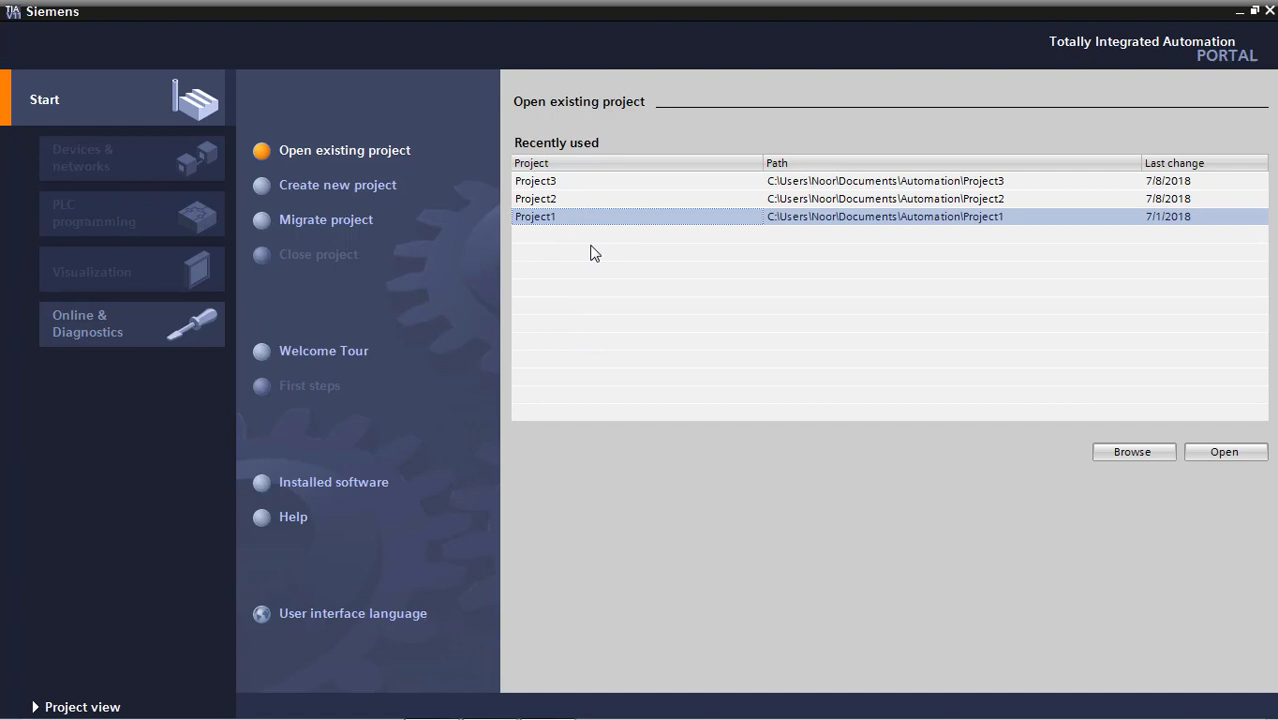 TIA
V11
Siemens
Totally Integrated Automation
PORTAL
Start
Devices &
networks
PLC
programming
Visualization
Online &
Diagnostics
Open existing project
Create new project
Migrate project
Close project
Welcome Tour
First steps
Installed software
Help
User interface language
Open existing project
Recently used
Project Path Last change
Project3 C:\Users\Noor\Documents\Automation\Project3 7/8/2018
Project2 C:\Users\Noor\Documents\Automation\Project2 7/8/2018
Project1 C:\Users\Noor\Documents\Automation\Project1 7/1/2018
Browse Open
Project view